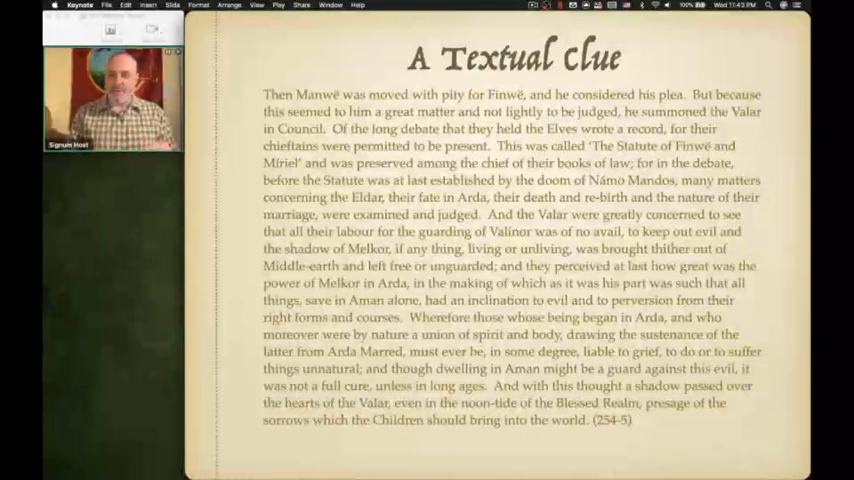 Keynote File Edit Insert Slide Format Arrange View Play Share Window Help 100% Wed 11:43 PM
A Textual Clue
Then Manwë was moved with pity for Finwë, and he considered his plea. But because
this seemed to him a great matter and not lightly to be judged, he summoned the Valar
in Council. Of the long debate that they held the Elves wrote a record, for their
chieftains were permitted to be present. This was called ‘The Statute of Finwë and
Míriel’ and was preserved among the chief of their books of law; for in the debate,
before the Statute was at last established by the doom of Námo Mandos, many matters
concerning the Eldar, their fate in Arda, their death and re-birth and the nature of their
marriage, were examined and judged. And the Valar were greatly concerned to see
that all their labour for the guarding of Valinor was of no avail, to keep out evil and
the shadow of Melkor, if any thing, living or unliving, was brought thither out of
Middle-earth and left free or unguarded; and they perceived at last how great was the
power of Melkor in Arda, in the making of which as it was his part was such that all
things, save in Aman alone, had an inclination to evil and to perversion from their
right forms and courses. Wherefore those whose being began in Arda, and who
moreover were by nature a union of spirit and body, drawing the sustenance of the
latter from Arda Marred, must ever be, in some degree, liable to grief, to do or to suffer
things unnatural; and though dwelling in Aman might be a guard against this evil, it
was not a full cure, unless in long ages. And with this thought a shadow passed over
the hearts of the Valar, even in the noon-tide of the Blessed Realm, presage of the
sorrows which the Children should bring into the world. (254-5)
Signum Host